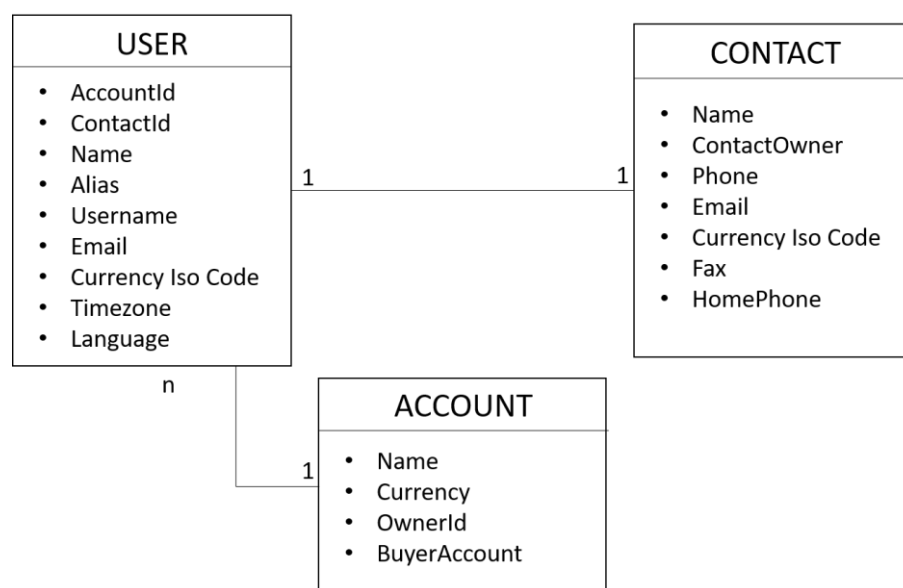 USER
• AccountId
• ContactId
• Name
• Alias
• Username
• Email
• Currency Iso Code
• Timezone
• Language
1
1
CONTACT
• Name
• ContactOwner
• Phone
• Email
• Currency Iso Code
• Fax
• HomePhone
n
1
ACCOUNT
• Name
• Currency
• OwnerId
• BuyerAccount